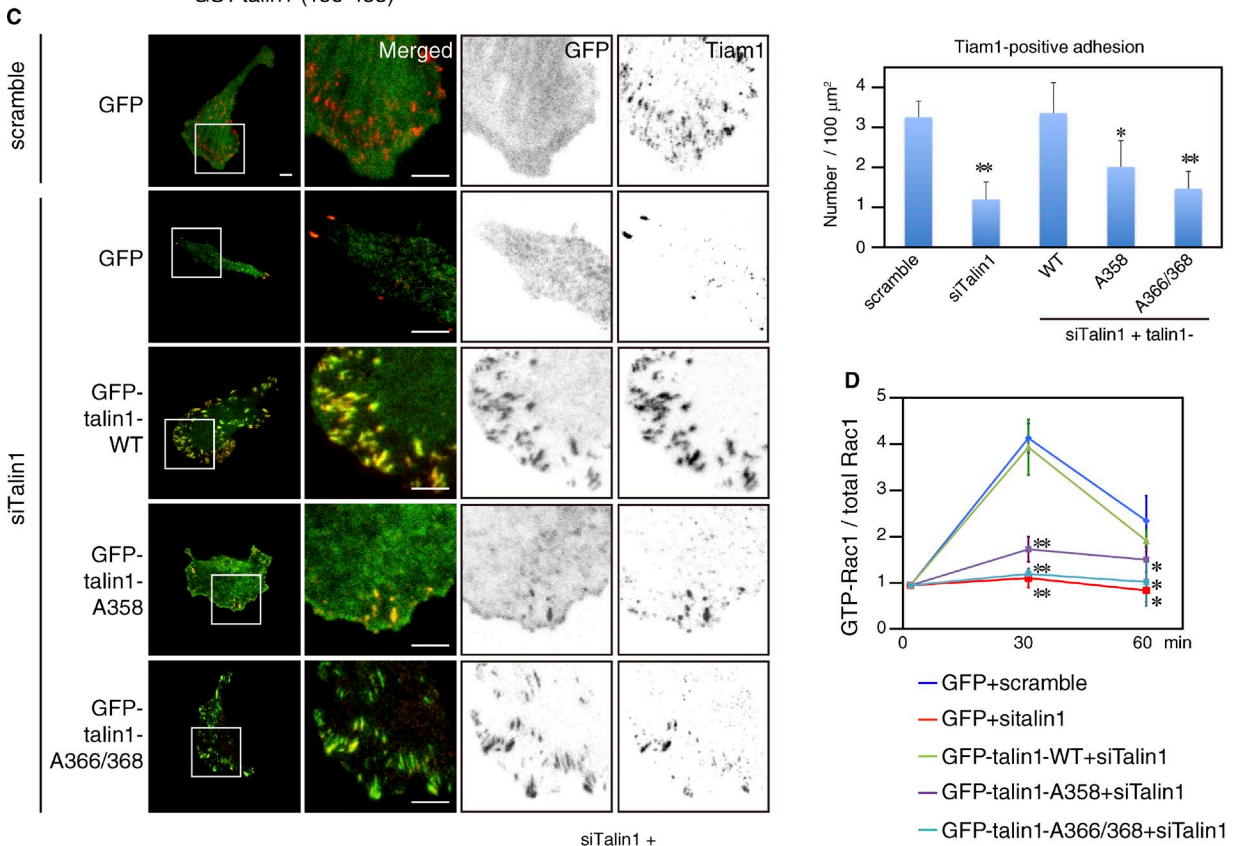 C
scramble
GFP
Merged
GFP
Tiam1
siTalin1
GFP
GFP-
talin1-
WT
GFP-
talin1-
A358
GFP-
talin1-
A366/368
siTalin1 +
Tiam1-positive adhesion
Number / 100 μm²
4
3
2
1
0
*
**
**
scramble
siTalin1
WT
A358
A366/368
siTalin1 + talin1-
D
GTP-Rac1 / total Rac1
5
4
3
2
1
0
**
**
**
*
*
*
0
30
60
min
GFP+scramble
GFP+sitalin1
GFP-talin1-WT+siTalin1
GFP-talin1-A358+siTalin1
GFP-talin1-A366/368+siTalin1